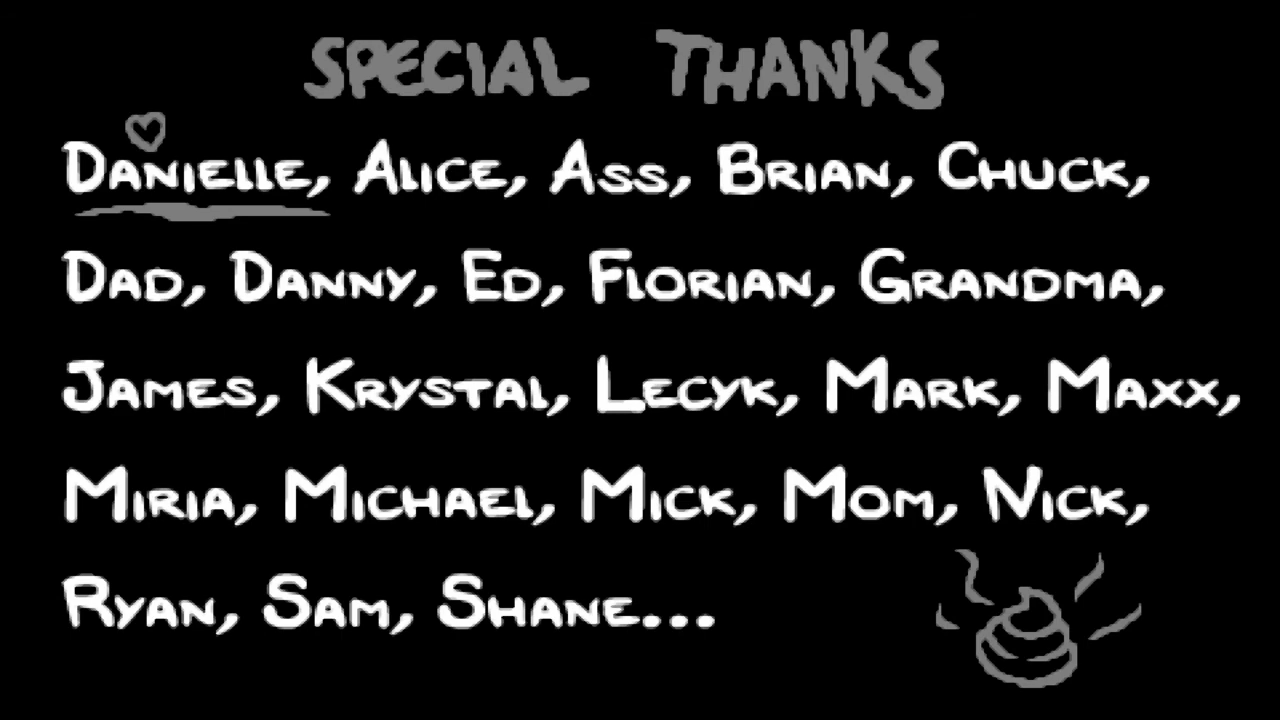 SPECIAL THANKS
DANIELLE, ALICE, ASS, BRIAN, CHUCK,
DAD, DANNY, ED, FLORIAN, GRANDMA,
JAMES, KRYSTAL, LECYK, MARK, MAXX,
MIRIA, MICHAEL, MICK, MOM, NICK,
RYAN, SAM, SHANE...